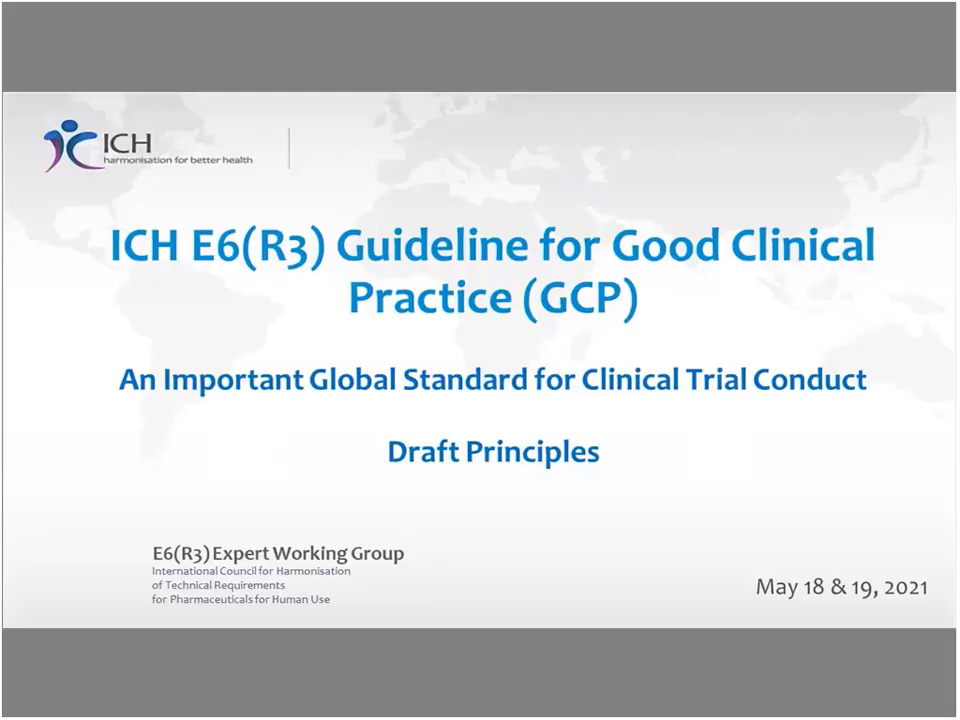 ICH
harmonisation for better health
ICH E6(R3) Guideline for Good Clinical
Practice (GCP)
An Important Global Standard for Clinical Trial Conduct
Draft Principles
E6(R3) Expert Working Group
International Council for Harmonisation
of Technical Requirements
for Pharmaceuticals for Human Use
May 18 & 19, 2021